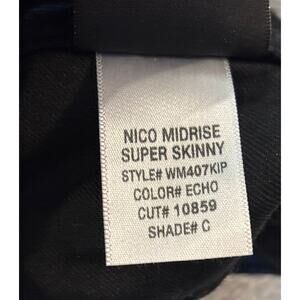 NICO MIDRISE
SUPER SKINNY
STYLE# WM407KIP
COLOR# ECHO
CUT# 10859
SHADE# C